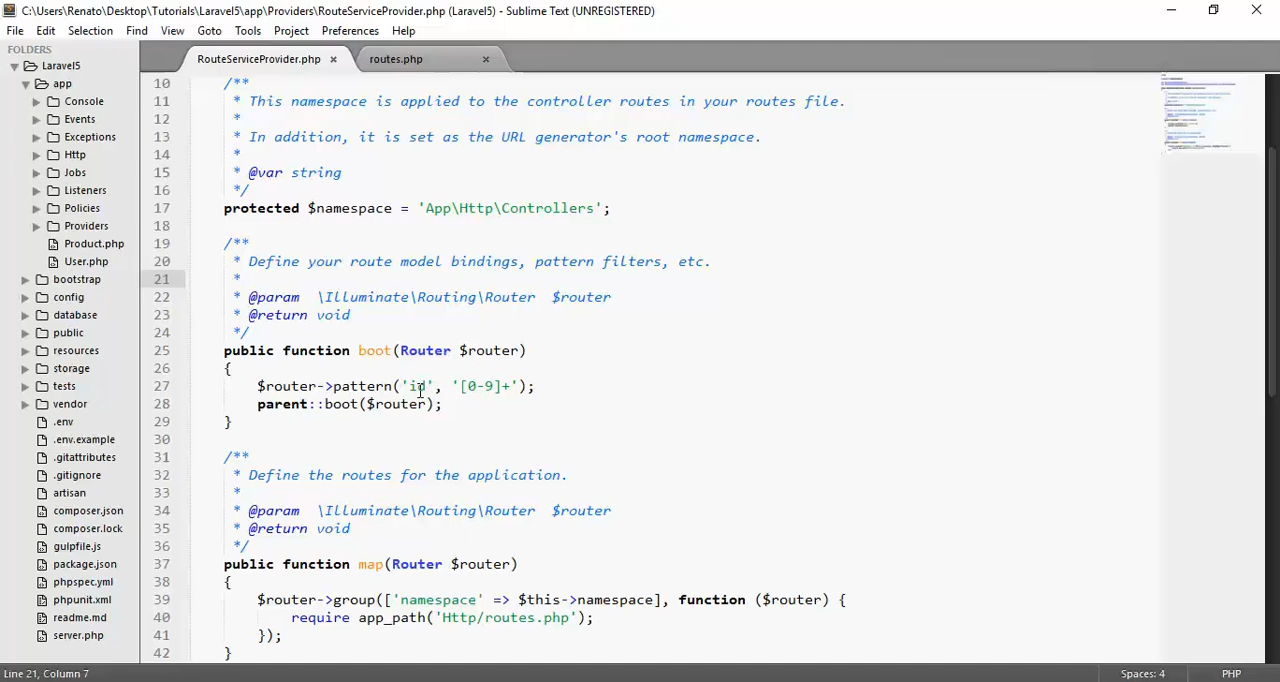 C:\Users\Renato\Desktop\Tutorials\Laravel5\app\Providers\RouteServiceProvider.php (Laravel5) - Sublime Text (UNREGISTERED)
File Edit Selection Find View Goto Tools Project Preferences Help
FOLDERS
Laravel5
app
Console
Events
Exceptions
Http
Jobs
Listeners
Policies
Providers
Product.php
User.php
bootstrap
config
database
public
resources
storage
tests
vendor
.env
.env.example
.gitattributes
.gitignore
artisan
composer.json
composer.lock
gulpfile.js
package.json
phpspec.yml
phpunit.xml
readme.md
server.php
RouteServiceProvider.php × routes.php ×
10 /**
11 * This namespace is applied to the controller routes in your routes file.
12 *
13 * In addition, it is set as the URL generator's root namespace.
14 *
15 * @var string
16 */
17 protected $namespace = 'App\Http\Controllers';
18
19 /**
20 * Define your route model bindings, pattern filters, etc.
21 *
22 * @param \Illuminate\Routing\Router $router
23 * @return void
24 */
25 public function boot(Router $router)
26 {
27 $router->pattern('id', '[0-9]+');
28 parent::boot($router);
29 }
30
31 /**
32 * Define the routes for the application.
33 *
34 * @param \Illuminate\Routing\Router $router
35 * @return void
36 */
37 public function map(Router $router)
38 {
39 $router->group(['namespace' => $this->namespace], function ($router) {
40 require app_path('Http/routes.php');
41 });
42 }
Line 21, Column 7 Spaces: 4 PHP